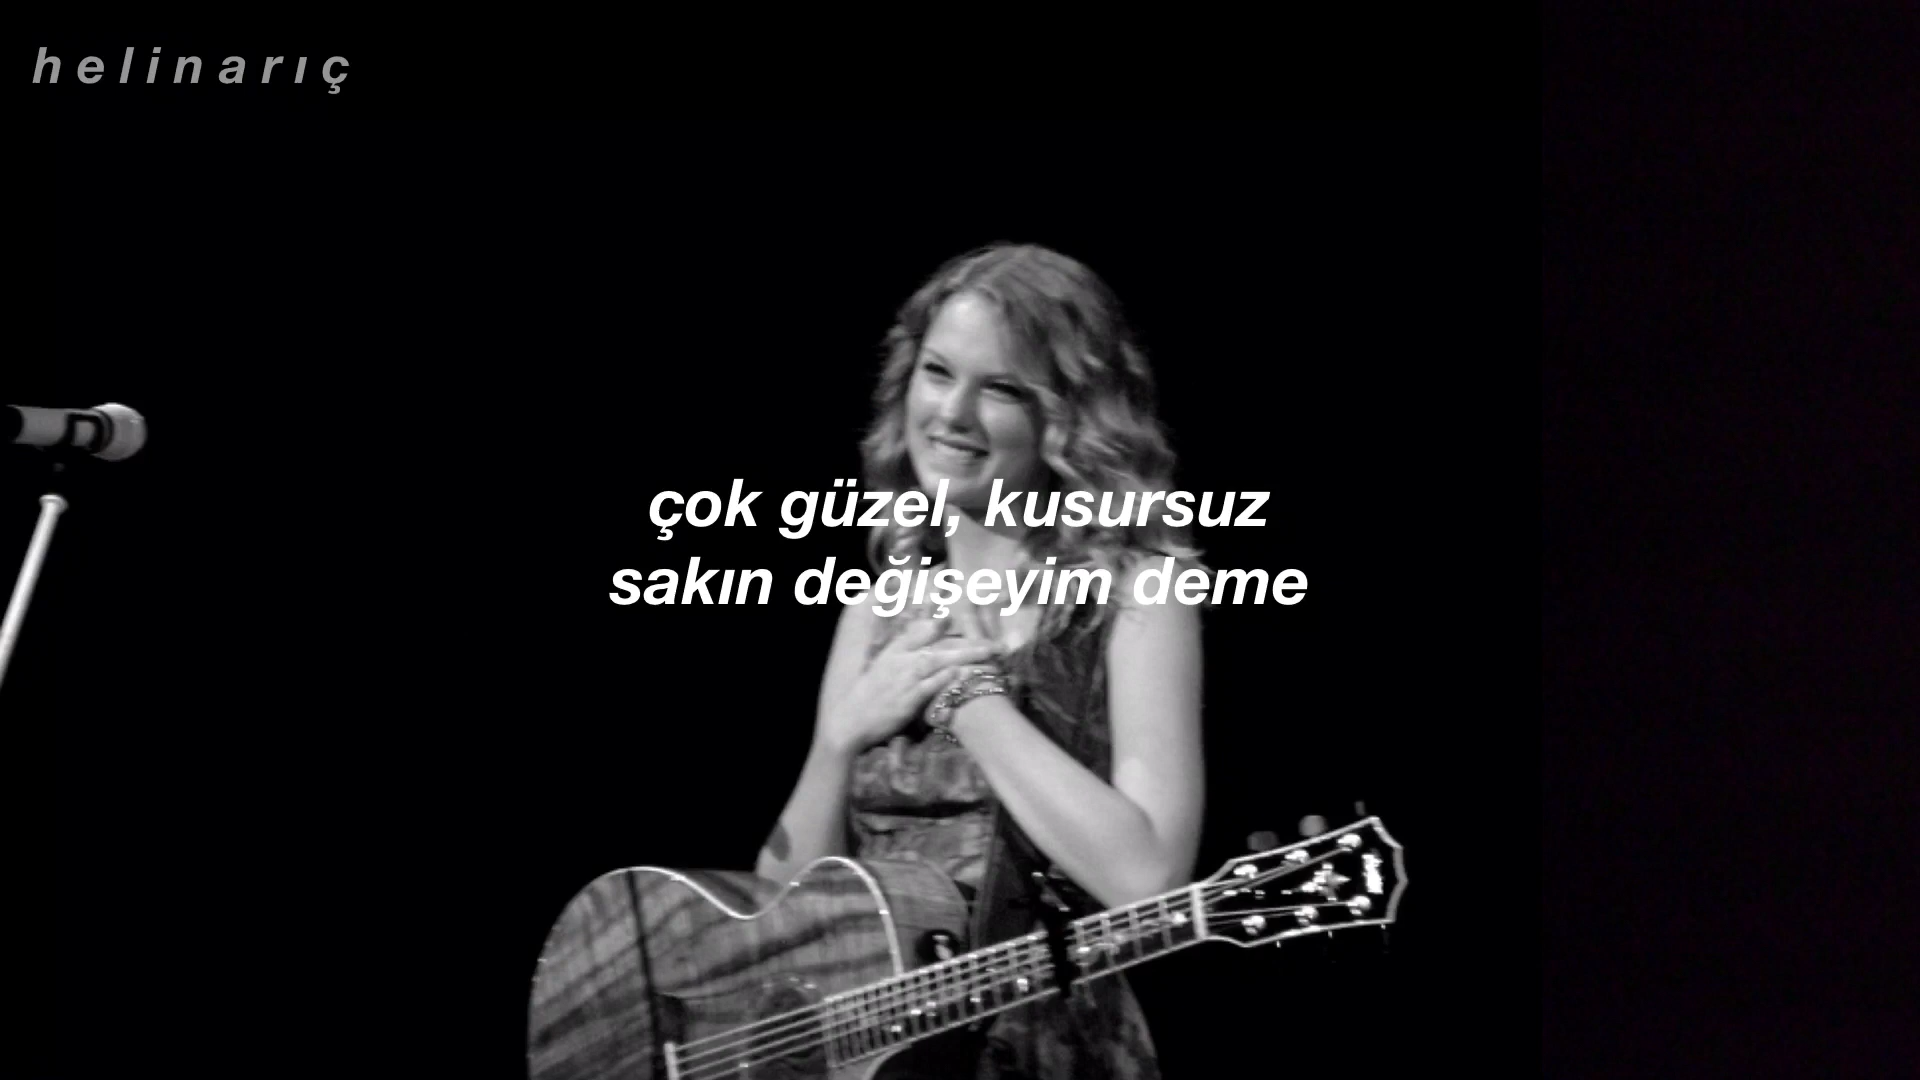 helinarıç
çok güzel, kusursuz
sakın değişeyim deme